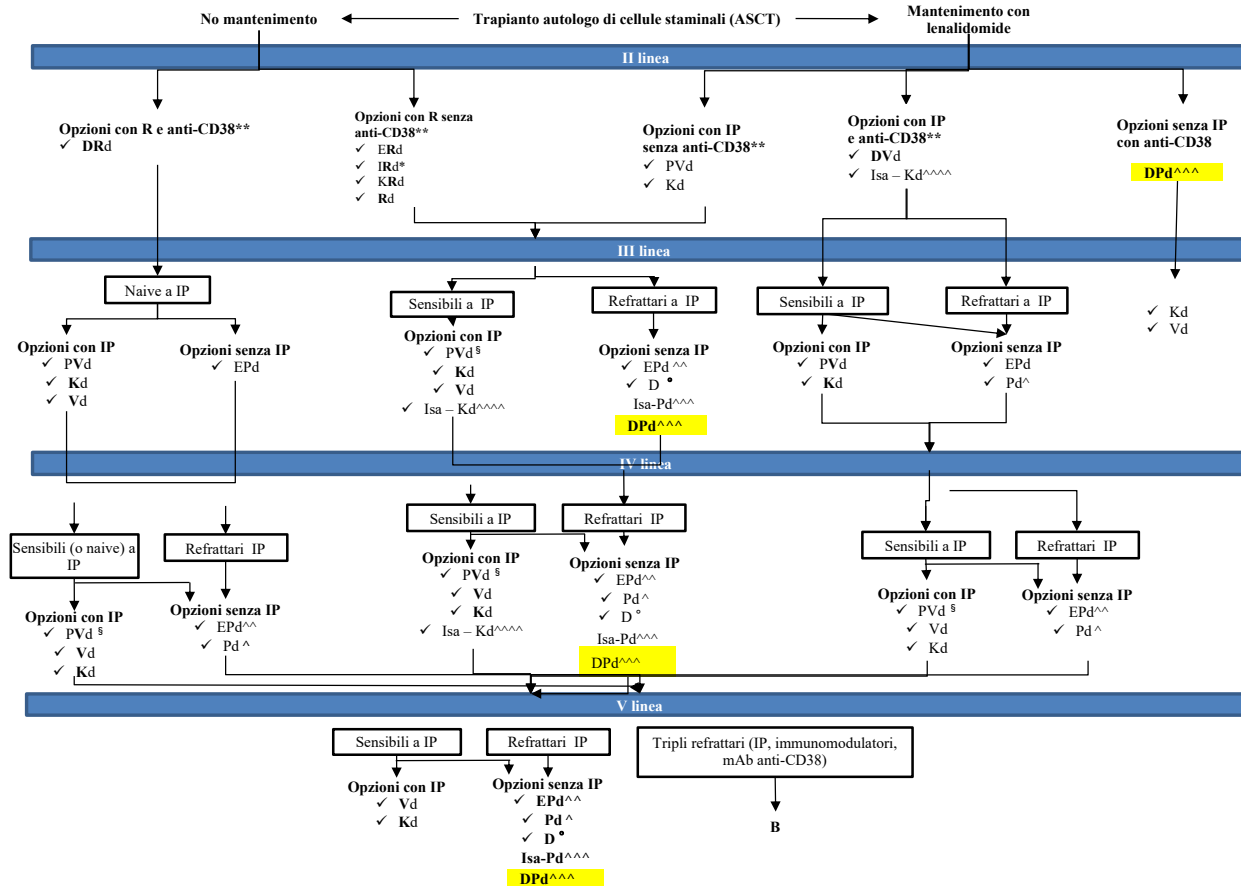 No mantenimento
Trapianto autologo di cellule staminali (ASCT)
Mantenimento con
lenalidomide
II linea
Opzioni con R e anti-CD38**
✓ DRd
Opzioni con R senza
anti-CD38**
✓ ERd
✓ IRd*
✓ KRd
✓ Rd
Opzioni con IP
senza anti-CD38**
✓ PVd
✓ Kd
Opzioni con IP
e anti-CD38**
✓ DVd
✓ Isa – Kd^^^^
Opzioni senza IP
con anti-CD38
DPd^^^
III linea
Naive a IP
Opzioni con IP
✓ PVd
✓ Kd
✓ Vd
Opzioni senza IP
✓ EPd
Sensibili a IP
Opzioni con IP
✓ PVd §
✓ Kd
✓ Vd
✓ Isa – Kd^^^^
Refrattari a IP
Opzioni senza IP
✓ EPd ^^
✓ D °
Isa-Pd^^^
DPd^^^
Sensibili a IP
Opzioni con IP
✓ PVd
✓ Kd
Refrattari a IP
Opzioni senza IP
✓ EPd
✓ Pd^
✓ Kd
✓ Vd
IV linea
Sensibili (o naive) a
IP
Opzioni con IP
✓ PVd §
✓ Vd
✓ Kd
Refrattari IP
Opzioni senza IP
✓ EPd^^
✓ Pd ^
Sensibili a IP
Opzioni con IP
✓ PVd §
✓ Vd
✓ Kd
✓ Isa – Kd^^^^
Refrattari IP
Opzioni senza IP
✓ EPd^^
✓ Pd ^
✓ D °
Isa-Pd^^^
DPd^^^
Sensibili a IP
Opzioni con IP
✓ PVd §
✓ Vd
✓ Kd
Refrattari IP
Opzioni senza IP
✓ EPd^^
✓ Pd ^
V linea
Sensibili a IP
Opzioni con IP
✓ Vd
✓ Kd
Refrattari IP
Opzioni senza IP
✓ EPd^^
✓ Pd ^
✓ D °
Isa-Pd^^^
DPd^^^
Tripli refrattari (IP, immunomodulatori,
mAb anti-CD38)
B